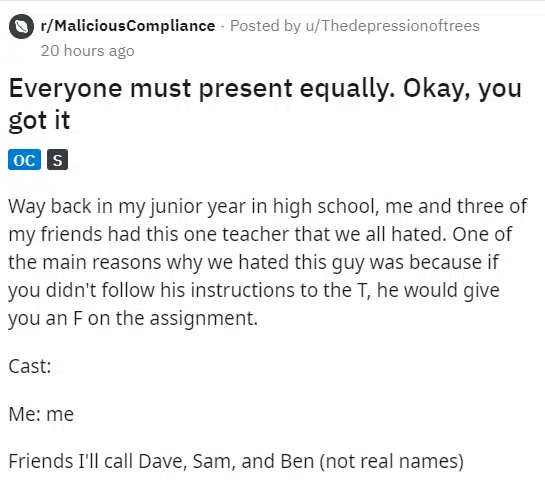 r/MaliciousCompliance · Posted by u/Thedepressionoftrees
20 hours ago
Everyone must present equally. Okay, you
got it
OC S
Way back in my junior year in high school, me and three of
my friends had this one teacher that we all hated. One of
the main reasons why we hated this guy was because if
you didn't follow his instructions to the T, he would give
you an F on the assignment.
Cast:
Me: me
Friends I'll call Dave, Sam, and Ben (not real names)